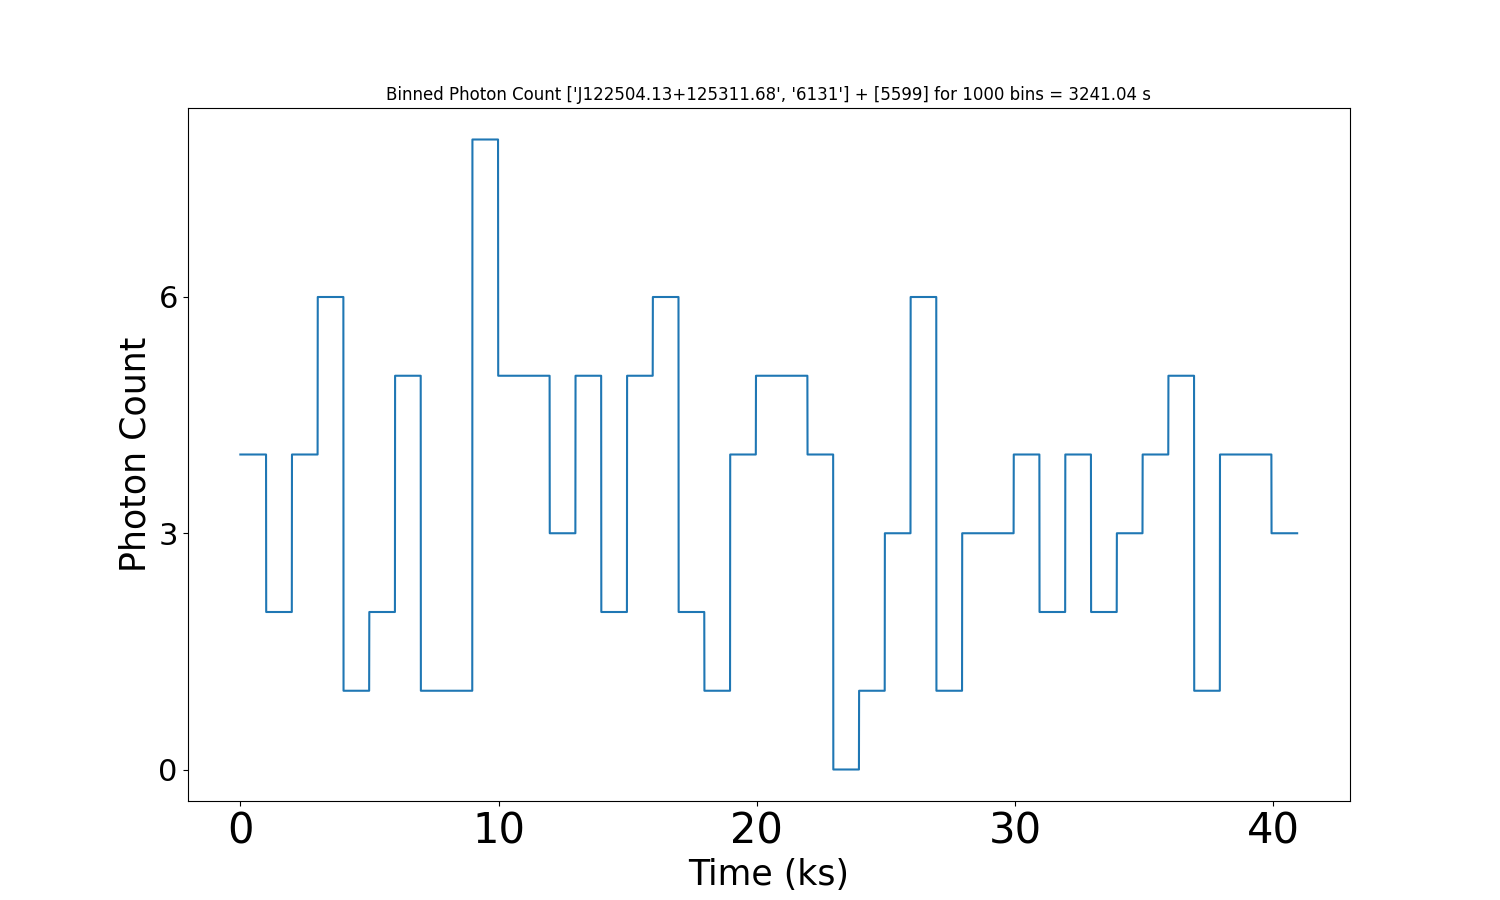 Binned Photon Count ['J122504.13+125311.68', '6131'] + [5599] for 1000 bins = 3241.04 s
Photon Count
6
3
0
0 10 20 30 40
Time (ks)